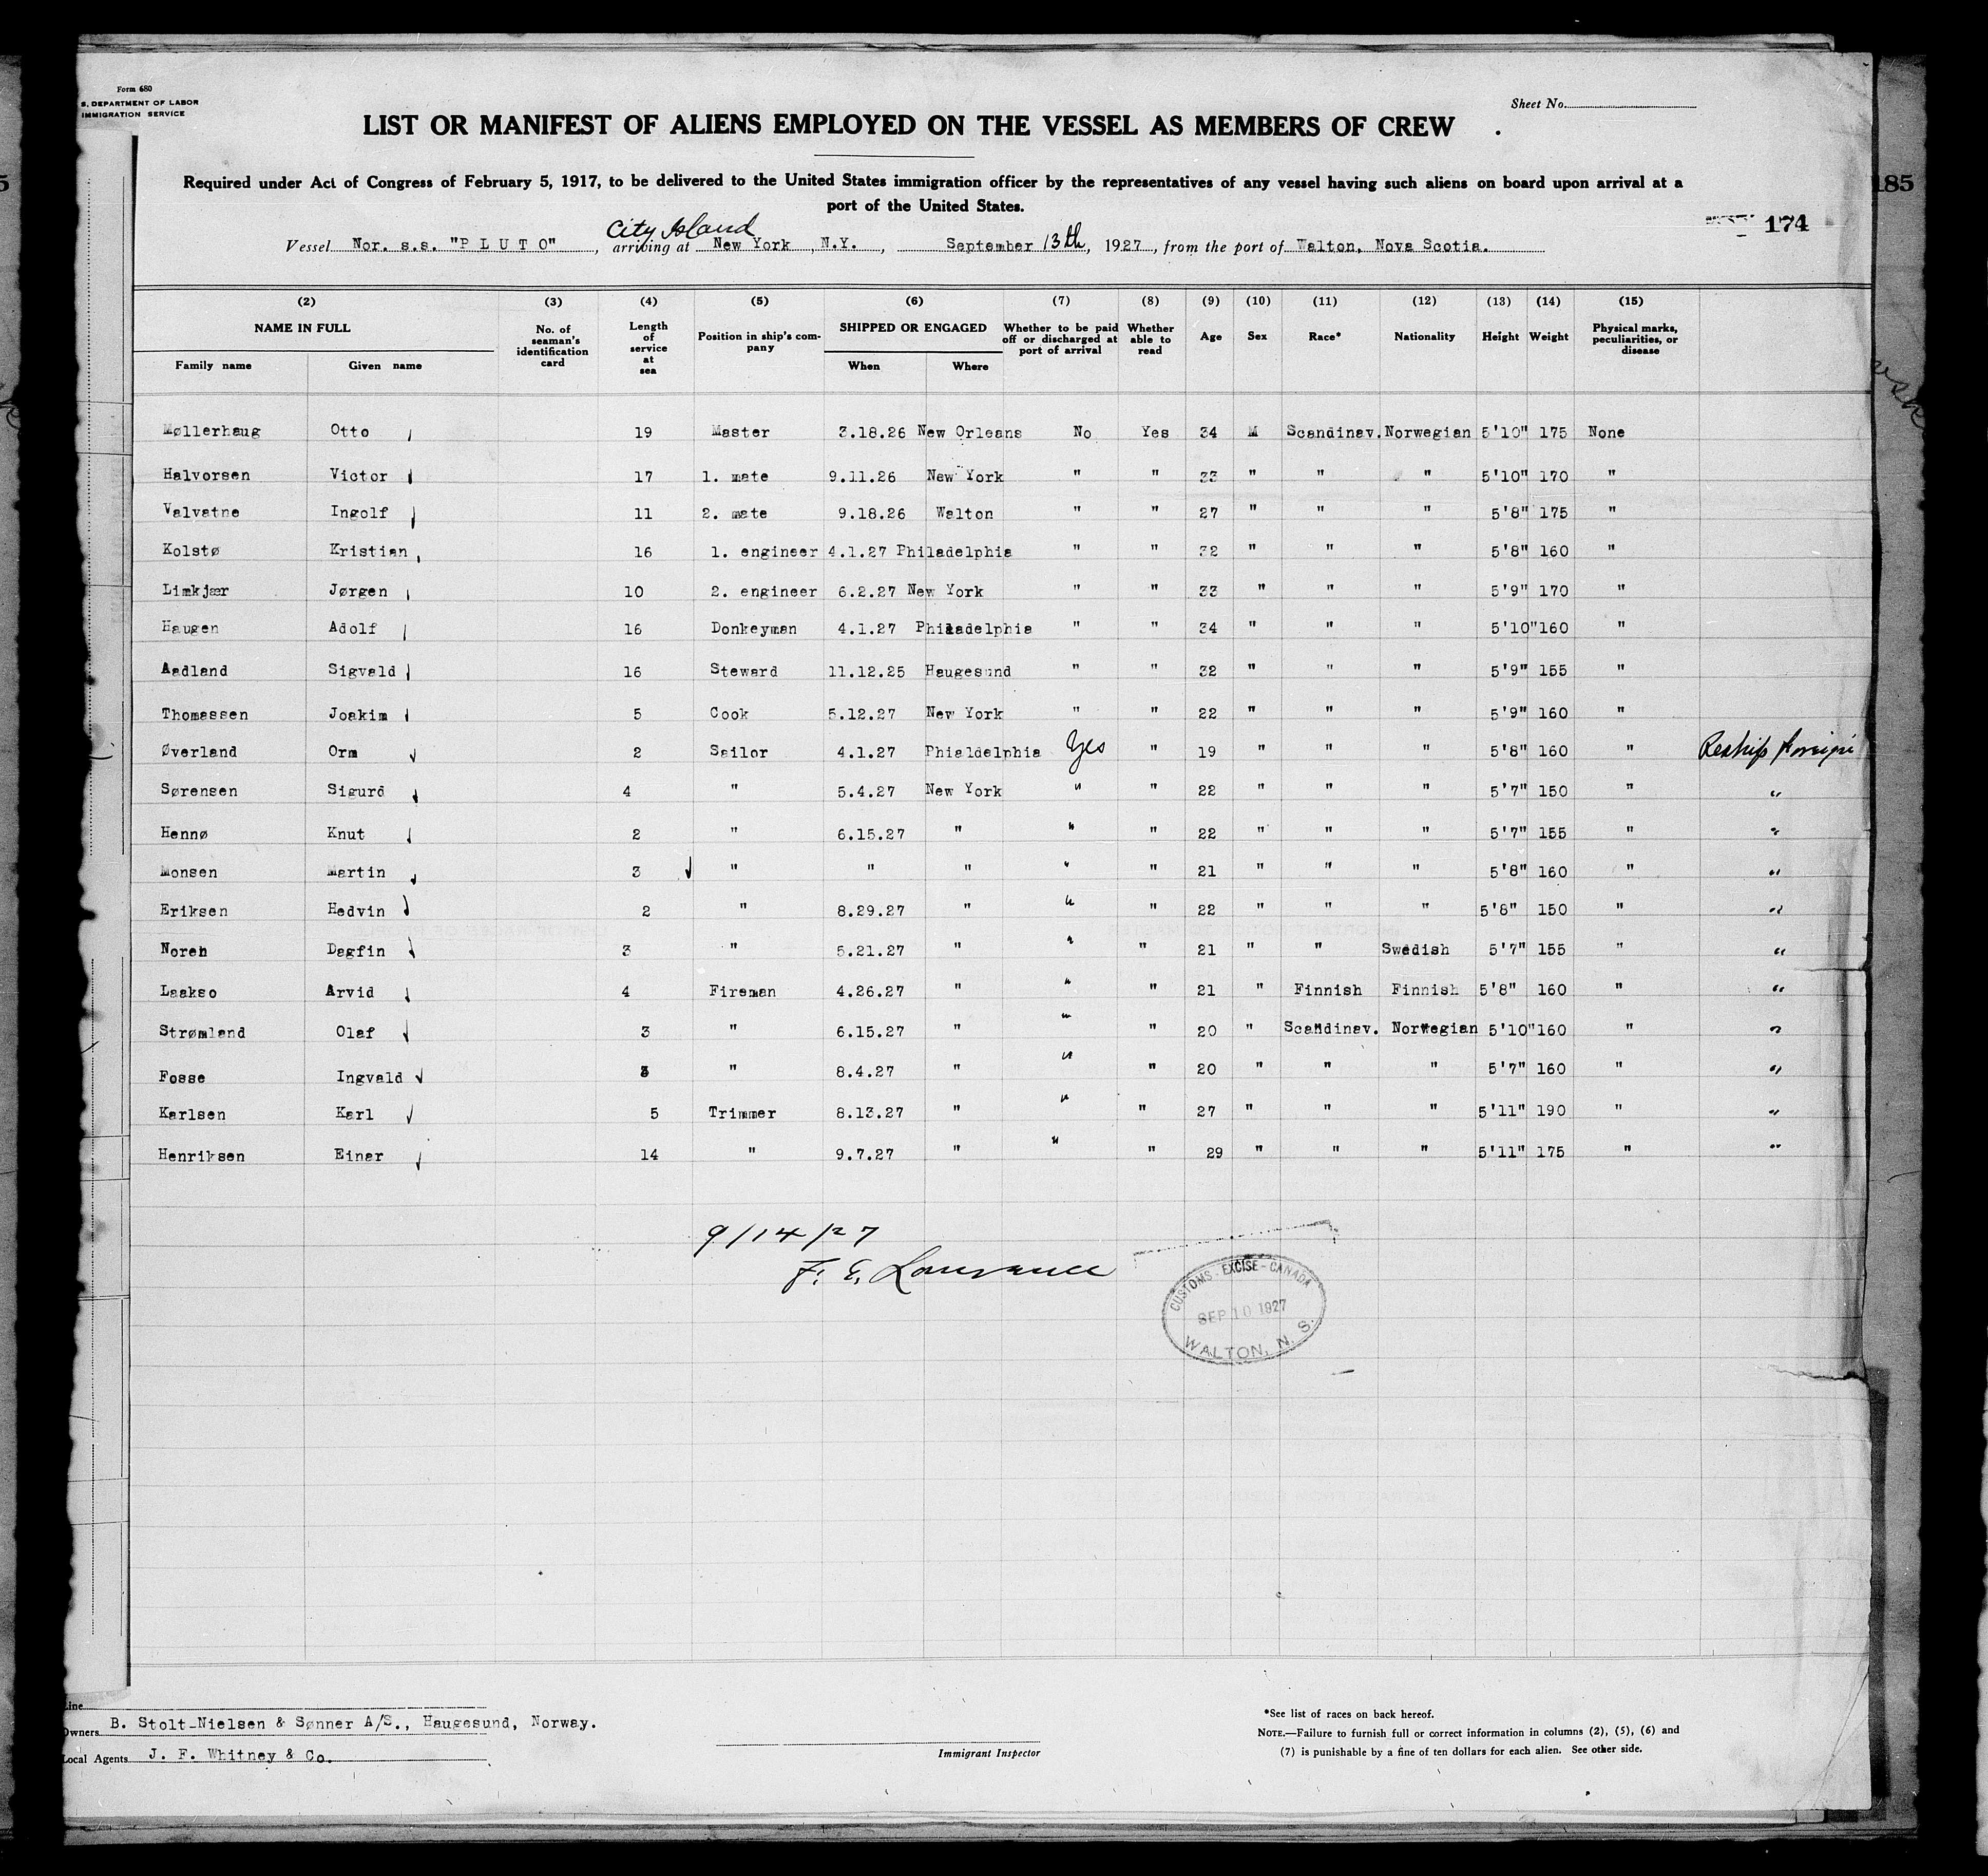 Form 680
S. DEPARTMENT OF LABOR
IMMIGRATION SERVICE
Sheet No.
LIST OR MANIFEST OF ALIENS EMPLOYED ON THE VESSEL AS MEMBERS OF CREW
Required under Act of Congress of February 5, 1917, to be delivered to the United States immigration officer by the representatives of any vessel having such aliens on board upon arrival at a
port of the United States.
185
174
City Island
Vessel Nor. s.s. "P L U T O", arriving at New York, N.Y., September 13th, 1927, from the port of Walton, Nova Scotia.
(2) (3) (4) (5) (6) (7) (8) (9) (10) (11) (12) (13) (14) (15)
NAME IN FULL No. of seaman's identification card Length of service at sea Position in ship's company SHIPPED OR ENGAGED Whether to be paid off or discharged at port of arrival Whether able to read Age Sex Race* Nationality Height Weight Physical marks, peculiarities, or disease
Family name Given name When Where
Møllerhaug Otto 19 Master 3.18.26 New Orleans No Yes 34 M Scandinav. Norwegian 5'10" 175 None
Halvorsen Victor 17 1. mate 9.11.26 New York " " 33 " " " 5'10" 170 "
Valvatne Ingolf 11 2. mate 9.18.26 Walton " " 27 " " " 5'8" 175 "
Kolstø Kristian 16 1. engineer 4.1.27 Philadelphia " " 32 " " " 5'8" 160 "
Limkjær Jørgen 10 2. engineer 6.2.27 New York " " 33 " " " 5'9" 170 "
Haugen Adolf 16 Donkeyman 4.1.27 Philadelphia " " 34 " " " 5'10" 160 "
Aadland Sigvald 16 Steward 11.12.25 Haugesund " " 32 " " " 5'9" 155 "
Thomassen Joakim 5 Cook 5.12.27 New York " " 22 " " " 5'9" 160 "
Øverland Orm 2 Sailor 4.1.27 Phialdelphia Yes " 19 " " " 5'8" 160 " Reship foreign
Sørensen Sigurd 4 " 5.4.27 New York " " 22 " " " 5'7" 150 " "
Hennø Knut 2 " 6.15.27 " " " 22 " " " 5'7" 155 " "
Monsen Martin 3 " " " " " 21 " " " 5'8" 160 " "
Eriksen Hedvin 2 " 8.29.27 " " " 22 " " " 5'8" 150 " "
Noren Dagfin 3 " 5.21.27 " " " 21 " " Swedish 5'7" 155 " "
Laakso Arvid 4 Fireman 4.26.27 " " " 21 " Finnish Finnish 5'8" 160 " "
Strømland Olaf 3 " 6.15.27 " " " 20 " Scandinav. Norwegian 5'10" 160 " "
Fosse Ingvald 3 " 8.4.27 " " " 20 " " " 5'7" 160 " "
Karlsen Karl 5 Trimmer 8.13.27 " " " 27 " " " 5'11" 190 " "
Henriksen Einar 14 " 9.7.27 " " " 29 " " " 5'11" 175 " "
9/14/27
F. E. Lawrance
CUSTOMS - EXCISE - CANADA
SEP 10 1927
WALTON, N. S.
Line
Owners B. Stolt-Nielsen & Sønner A/S., Haugesund, Norway.
Local Agents J. F. Whitney & Co.
Immigrant Inspector
*See list of races on back hereof.
NOTE.—Failure to furnish full or correct information in columns (2), (5), (6) and
(7) is punishable by a fine of ten dollars for each alien. See other side.